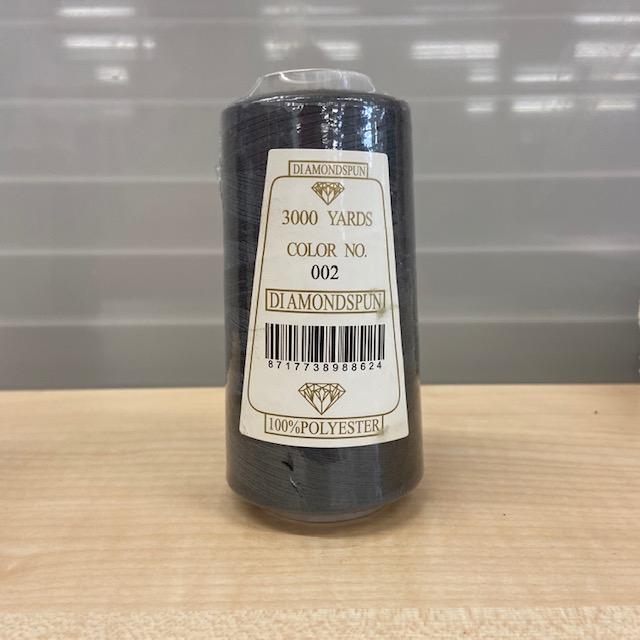 DIAMONDSPUN
3000 YARDS
COLOR NO.
002
DIAMONDSPUN
8717738988624
100%POLYESTER